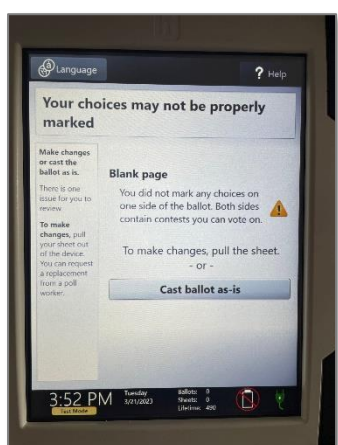 Language
? Help
Your choices may not be properly
marked
Make changes
or cast the
ballot as is.
There is one
issue for you to
review.
To make
changes, pull
your sheet out
of the device.
You can request
a replacement
from a poll
worker.
Blank page
You did not mark any choices on
one side of the ballot. Both sides
contain contests you can vote on.
To make changes, pull the sheet.
- or -
Cast ballot as-is
3:52 PM
Test Mode
Tuesday
3/21/2023
Ballots: 0
Sheets: 0
Lifetime: 490